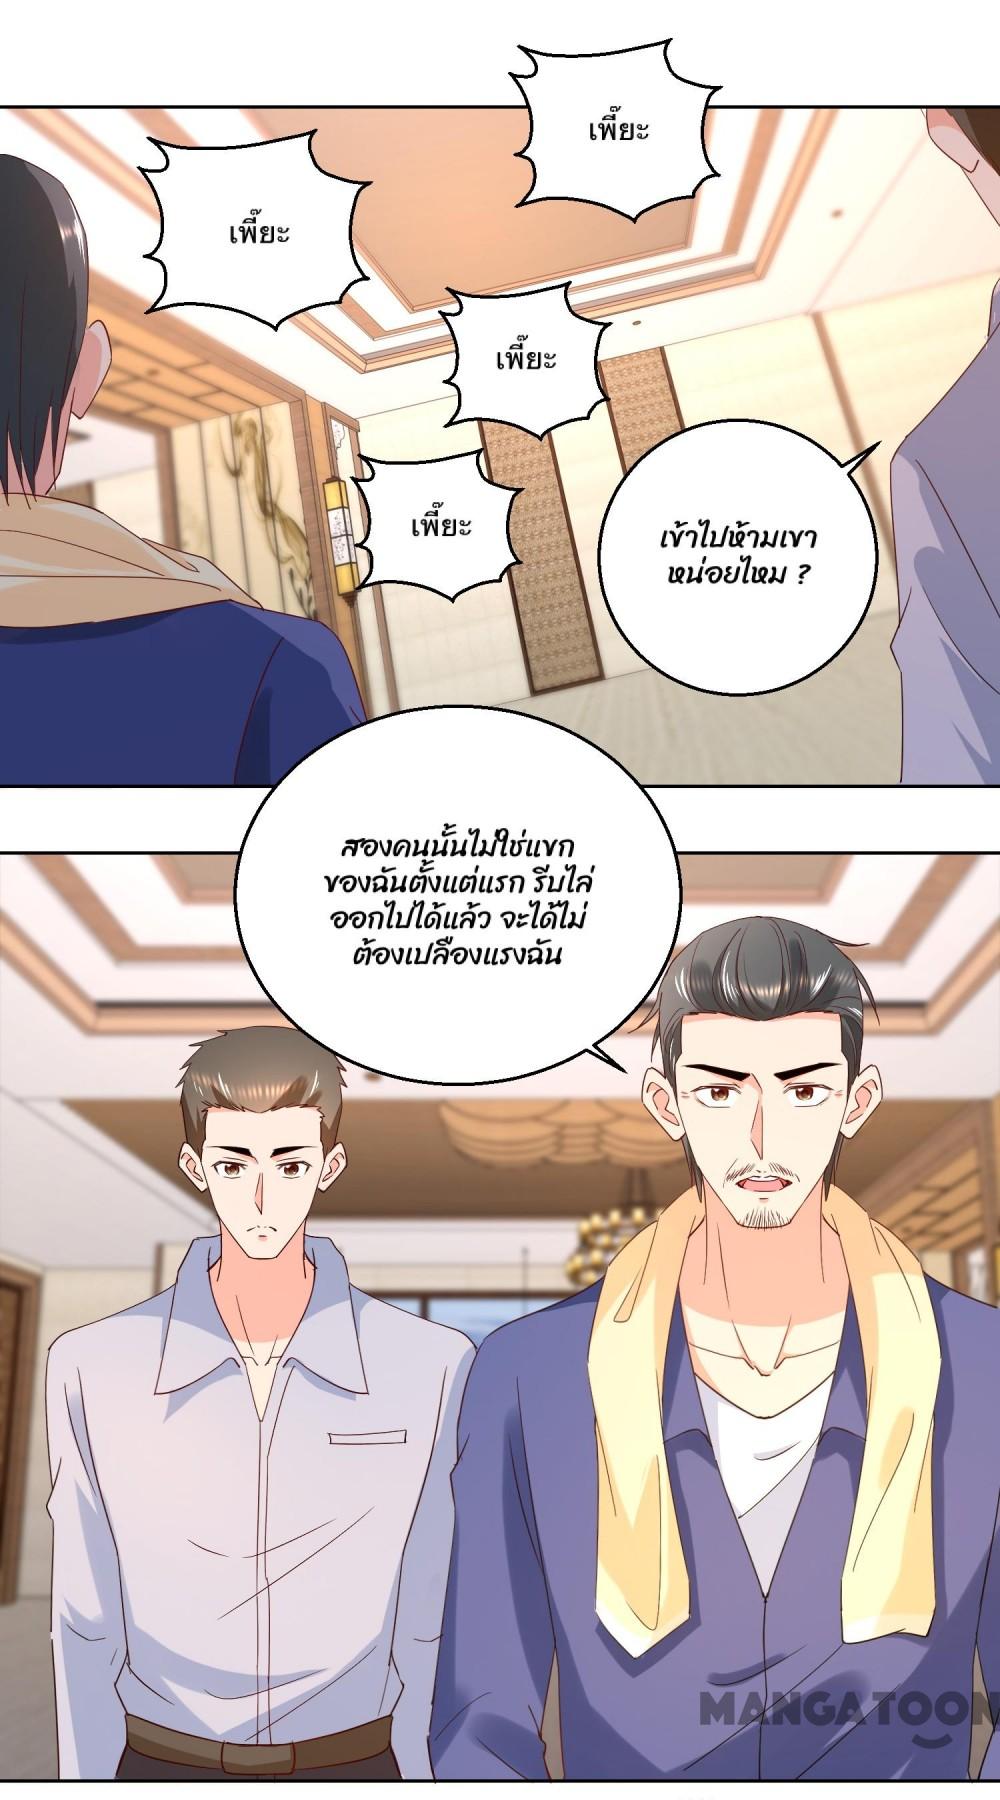 เพี๊ยะ
เพี๊ยะ
เพี๊ยะ
เพี๊ยะ
เข้าไปห้ามเขา
หน่อยไหม ?
สองคนนั้นไม่ใช่แขก
ของฉันตั้งแต่แรก รีบไล่
ออกไปได้แล้ว จะได้ไม่
ต้องเปลืองแรงฉัน
MANGATOON